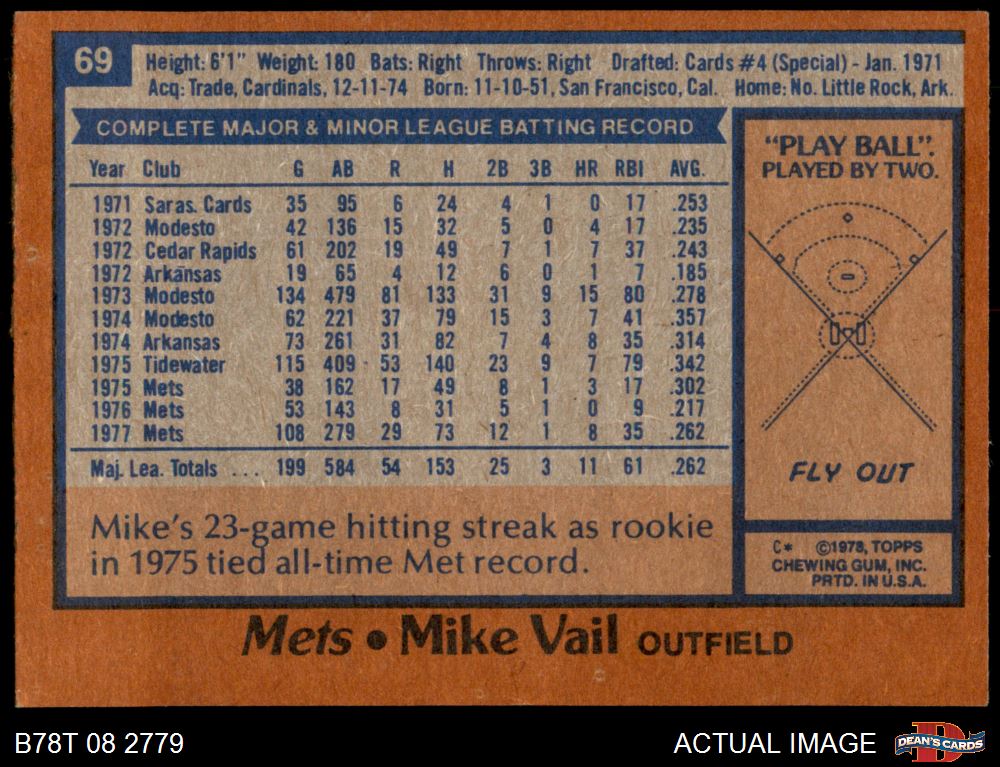 69
Height: 6'1" Weight: 180 Bats: Right Throws: Right Drafted: Cards #4 (Special) - Jan. 1971
Acq: Trade, Cardinals, 12-11-74 Born: 11-10-51, San Francisco, Cal. Home: No. Little Rock, Ark.
COMPLETE MAJOR & MINOR LEAGUE BATTING RECORD
Year Club G AB R H 2B 3B HR RBI AVG.
1971 Saras. Cards 35 95 6 24 4 1 0 17 .253
1972 Modesto 42 136 15 32 5 0 4 17 .235
1972 Cedar Rapids 61 202 19 49 7 1 7 37 .243
1972 Arkansas 19 65 4 12 6 0 1 7 .185
1973 Modesto 134 479 81 133 31 9 15 80 .278
1974 Modesto 62 221 37 79 15 3 7 41 .357
1974 Arkansas 73 261 31 82 7 4 8 35 .314
1975 Tidewater 115 409 53 140 23 9 7 79 .342
1975 Mets 38 162 17 49 8 1 3 17 .302
1976 Mets 53 143 8 31 5 1 0 9 .217
1977 Mets 108 279 29 73 12 1 8 35 .262
Maj. Lea. Totals ... 199 584 54 153 25 3 11 61 .262
Mike's 23-game hitting streak as rookie
in 1975 tied all-time Met record.
"PLAY BALL".
PLAYED BY TWO.
FLY OUT
C* ©1978, TOPPS
CHEWING GUM, INC.
PRTD. IN U.S.A.
Mets • Mike Vail OUTFIELD
B78T 08 2779
ACTUAL IMAGE
D
DEAN'S CARDS